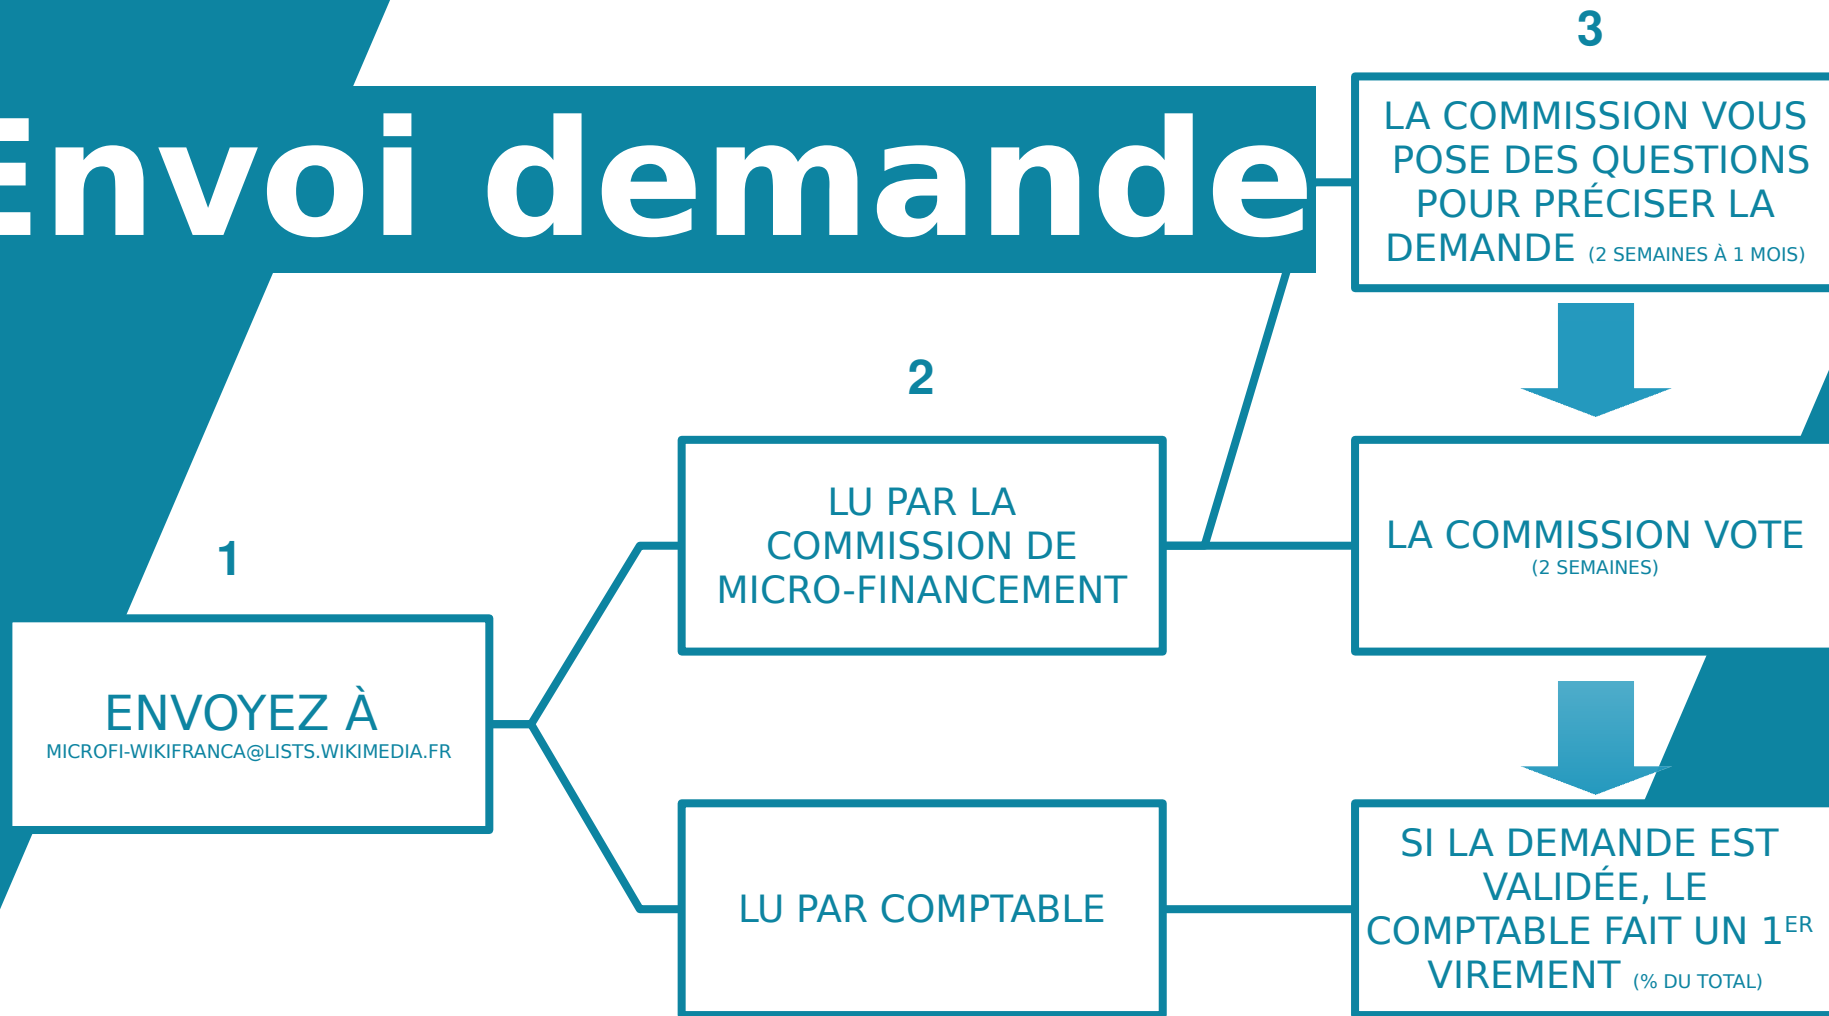 Envoi demande
1
ENVOYEZ À
MICROFI-WIKIFRANCA@LISTS.WIKIMEDIA.FR
2
LU PAR LA
COMMISSION DE
MICRO-FINANCEMENT
LU PAR COMPTABLE
3
LA COMMISSION VOUS
POSE DES QUESTIONS
POUR PRÉCISER LA
DEMANDE (2 SEMAINES À 1 MOIS)
LA COMMISSION VOTE
(2 SEMAINES)
SI LA DEMANDE EST
VALIDÉE, LE
COMPTABLE FAIT UN 1ER
VIREMENT (% DU TOTAL)